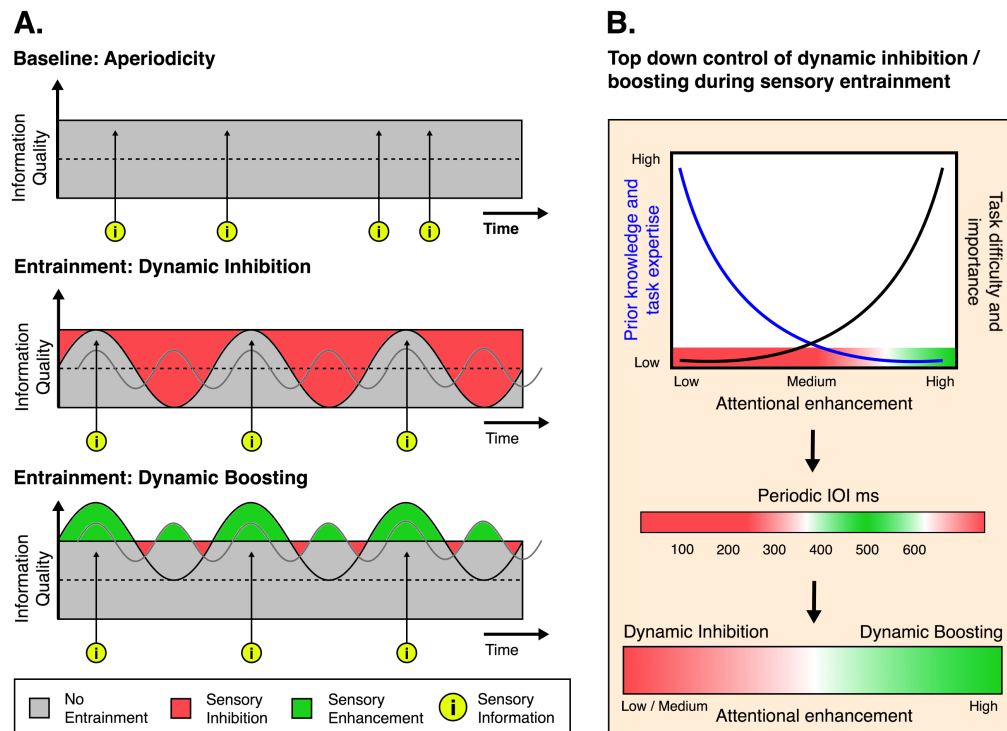 A.
Baseline: Aperiodicity
Information
Quality
i
i
i
i
Time
Entrainment: Dynamic Inhibition
Information
Quality
i
i
i
Time
Entrainment: Dynamic Boosting
Information
Quality
i
i
i
Time
No
Entrainment
Sensory
Inhibition
Sensory
Enhancement
i
Sensory
Information
B.
Top down control of dynamic inhibition /
boosting during sensory entrainment
High
Low
Prior knowledge and
task expertise
Task difficulty and
importance
Low
Medium
High
Attentional enhancement
Periodic IOI ms
100 200 300 400 500 600
Dynamic Inhibition
Dynamic Boosting
Low / Medium
High
Attentional enhancement